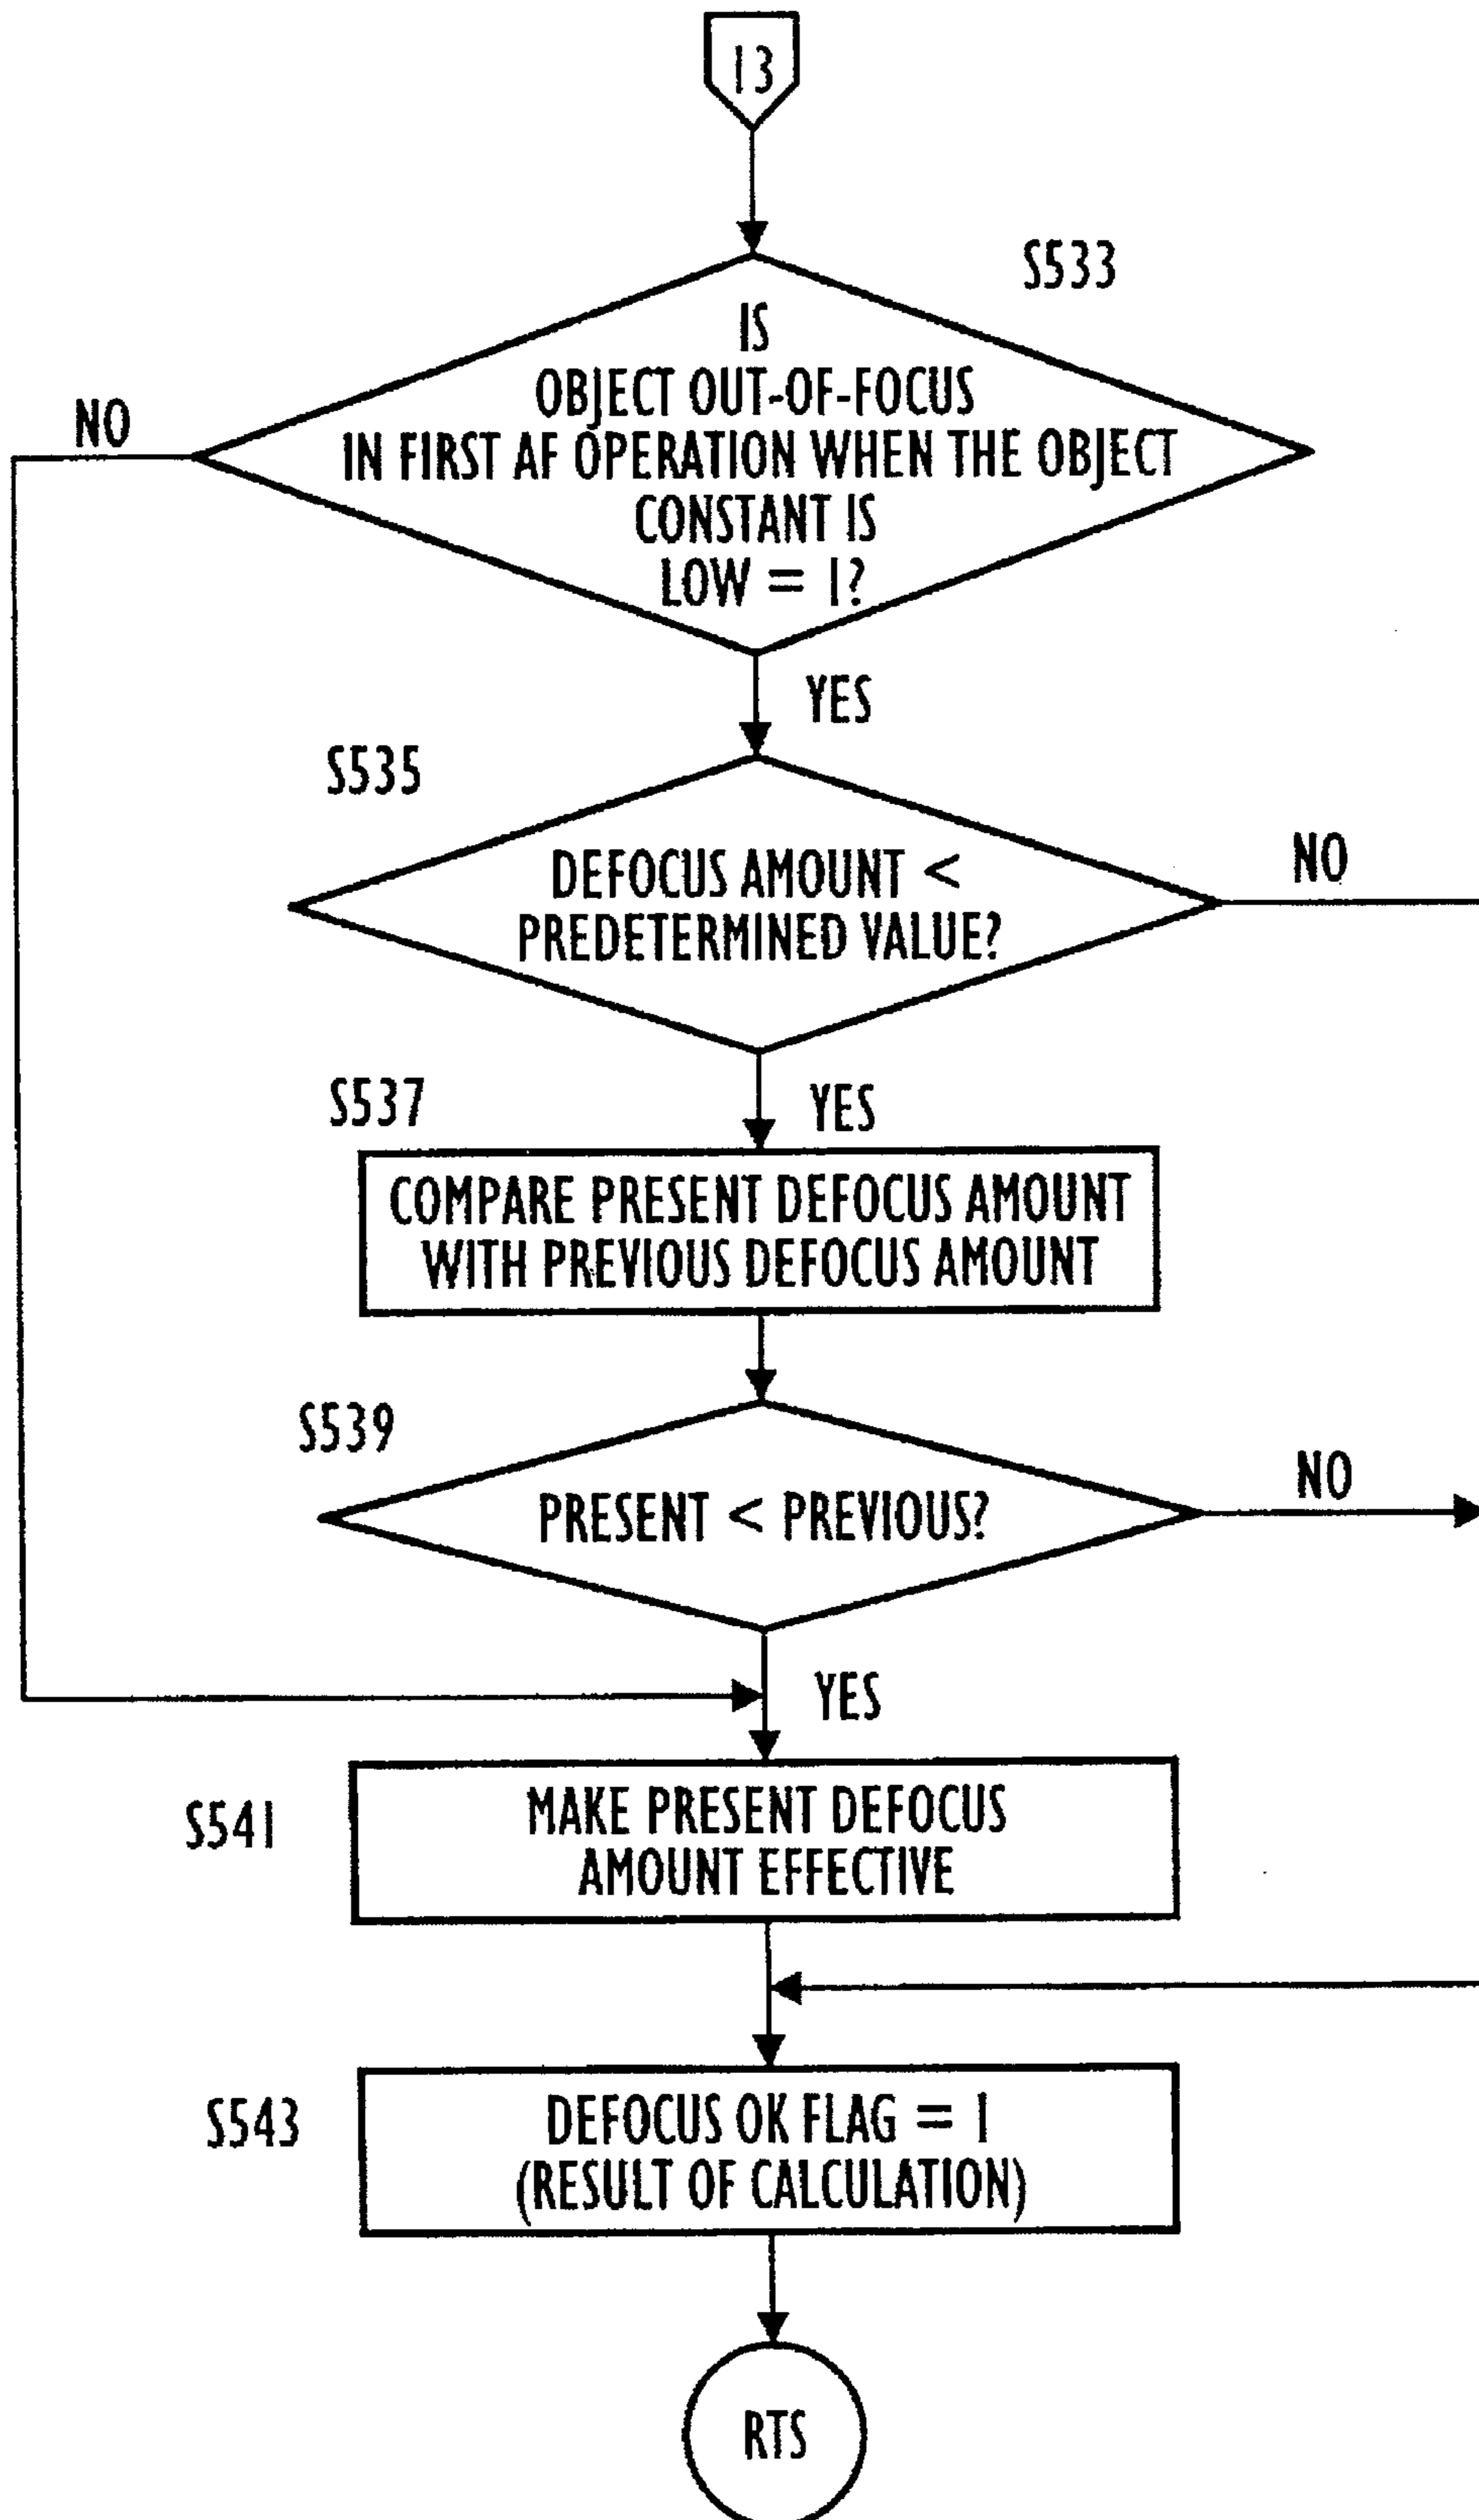 13
S533
IS
OBJECT OUT-OF-FOCUS
IN FIRST AF OPERATION WHEN THE OBJECT
CONSTANT IS
LOW = 1?
NO
YES
S535
DEFOCUS AMOUNT <
PREDETERMINED VALUE?
NO
YES
S537
COMPARE PRESENT DEFOCUS AMOUNT
WITH PREVIOUS DEFOCUS AMOUNT
S539
PRESENT < PREVIOUS?
NO
YES
S541
MAKE PRESENT DEFOCUS
AMOUNT EFFECTIVE
S543
DEFOCUS OK FLAG = 1
(RESULT OF CALCULATION)
RTS